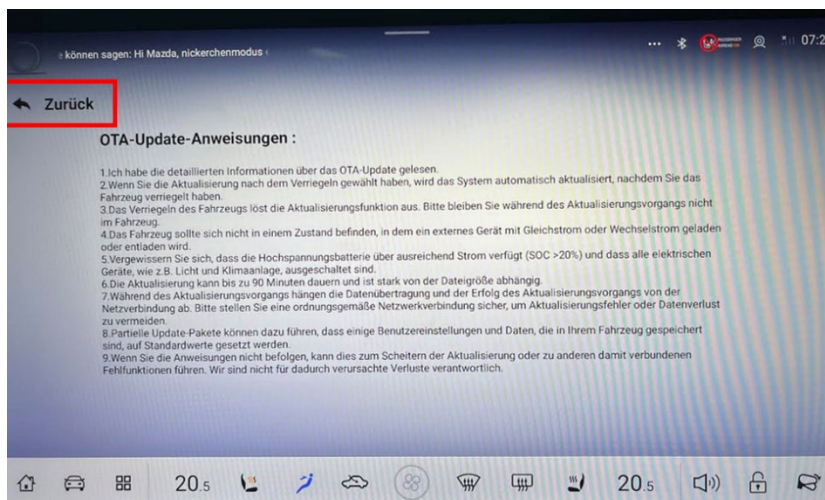 können sagen: Hi Mazda, nickerchenmodus
07:2
Zurück
OTA-Update-Anweisungen :
1.Ich habe die detaillierten Informationen über das OTA-Update gelesen.
2.Wenn Sie die Aktualisierung nach dem Verriegeln gewählt haben, wird das System automatisch aktualisiert, nachdem Sie das
Fahrzeug verriegelt haben.
3.Das Verriegeln des Fahrzeugs löst die Aktualisierungsfunktion aus. Bitte bleiben Sie während des Aktualisierungsvorgangs nicht
im Fahrzeug.
4.Das Fahrzeug sollte sich nicht in einem Zustand befinden, in dem ein externes Gerät mit Gleichstrom oder Wechselstrom geladen
oder entladen wird.
5.Vergewissern Sie sich, dass die Hochspannungsbatterie über ausreichend Strom verfügt (SOC >20%) und dass alle elektrischen
Geräte, wie z.B. Licht und Klimaanlage, ausgeschaltet sind.
6.Die Aktualisierung kann bis zu 90 Minuten dauern und ist stark von der Dateigröße abhängig.
7.Während des Aktualisierungsvorgangs hängen die Datenübertragung und der Erfolg des Aktualisierungsvorgangs von der
Netzverbindung ab. Bitte stellen Sie eine ordnungsgemäße Netzwerkverbindung sicher, um Aktualisierungsfehler oder Datenverlust
zu vermeiden.
8.Partielle Update-Pakete können dazu führen, dass einige Benutzereinstellungen und Daten, die in Ihrem Fahrzeug gespeichert
sind, auf Standardwerte gesetzt werden.
9.Wenn Sie die Anweisungen nicht befolgen, kann dies zum Scheitern der Aktualisierung oder zu anderen damit verbundenen
Fehlfunktionen führen. Wir sind nicht für dadurch verursachte Verluste verantwortlich.
20.5 20.5